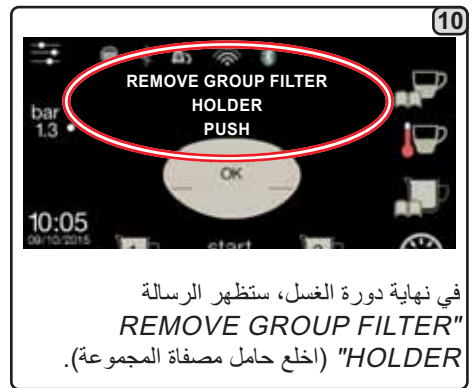 10
REMOVE GROUP FILTER
HOLDER
PUSH
bar
1.3
OK
10:05
09/10/2015
start
في نهاية دورة الغسل، ستظهر الرسالة
"REMOVE GROUP FILTER
HOLDER" (اخلع حامل مصفاة المجموعة).